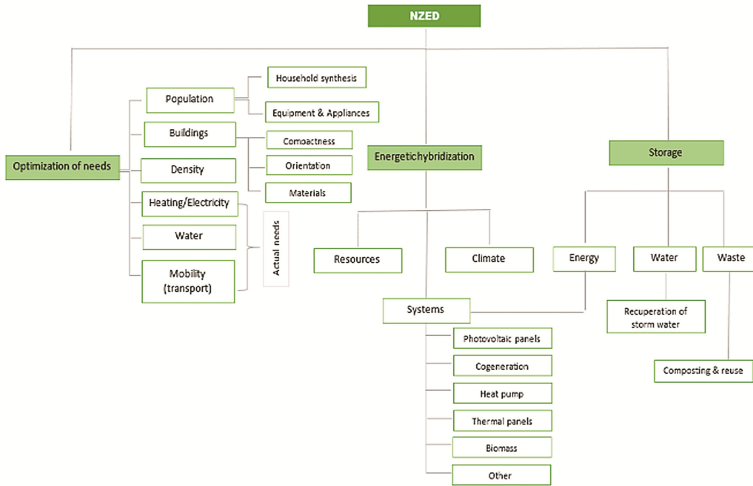 NZED
Optimization of needs
Population
Household synthesis
Equipment & Appliances
Buildings
Compactness
Orientation
Materials
Density
Heating/Electricity
Water
Mobility
(transport)
Actual needs
Energetichybridization
Resources
Climate
Systems
Photovoltaic panels
Cogeneration
Heat pump
Thermal panels
Biomass
Other
Storage
Energy
Water
Waste
Recuperation of
storm water
Composting & reuse